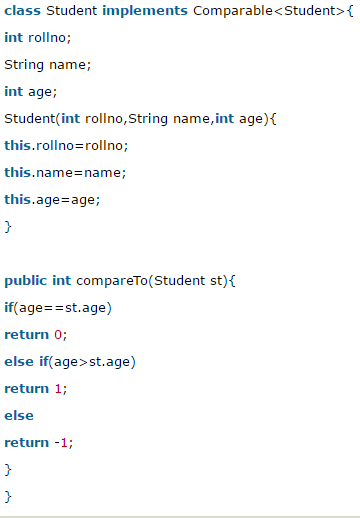 class Student implements Comparable<Student>{
int rollno;
String name;
int age;
Student(int rollno,String name,int age){
this.rollno=rollno;
this.name=name;
this.age=age;
}
public int compareTo(Student st){
if(age==st.age)
return 0;
else if(age>st.age)
return 1;
else
return -1;
}
}